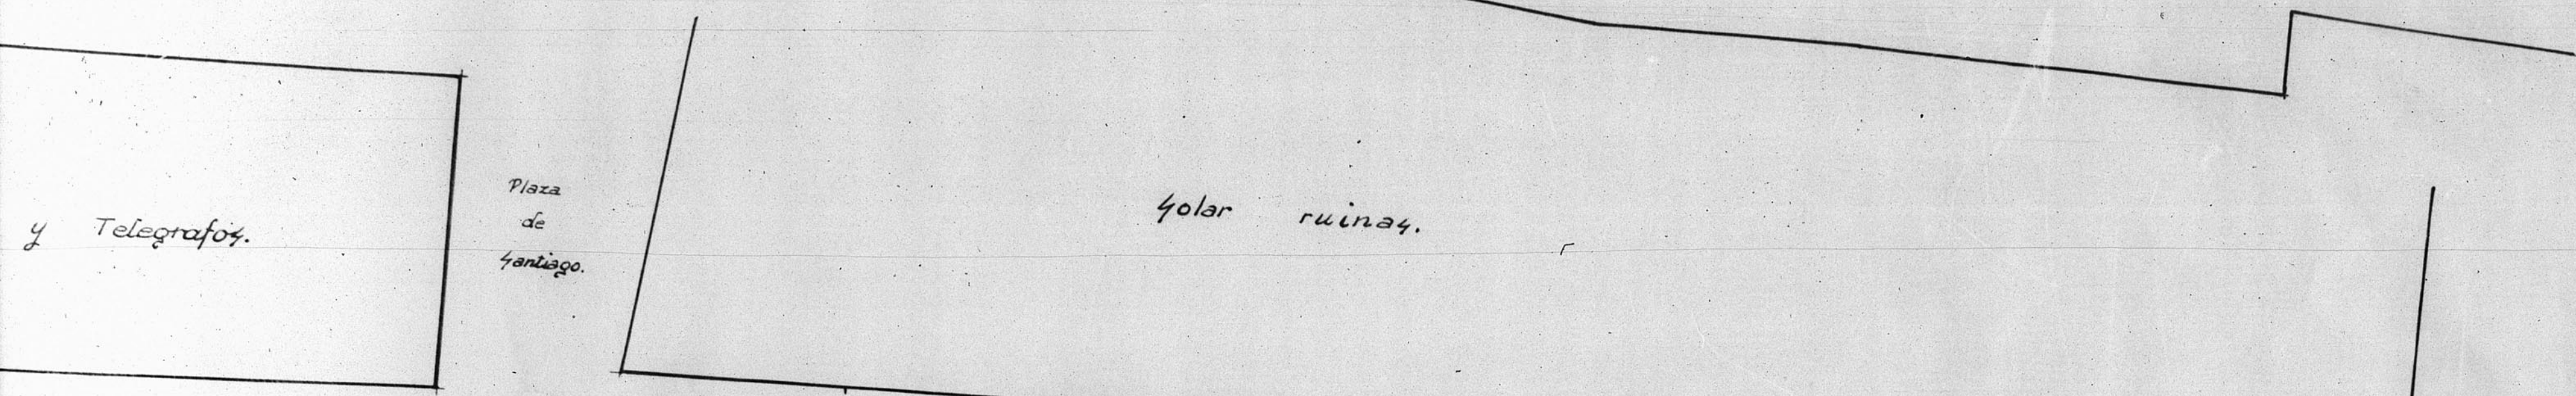 y Telegrafos.
Plaza
de
Santiago.
Solar ruinas.